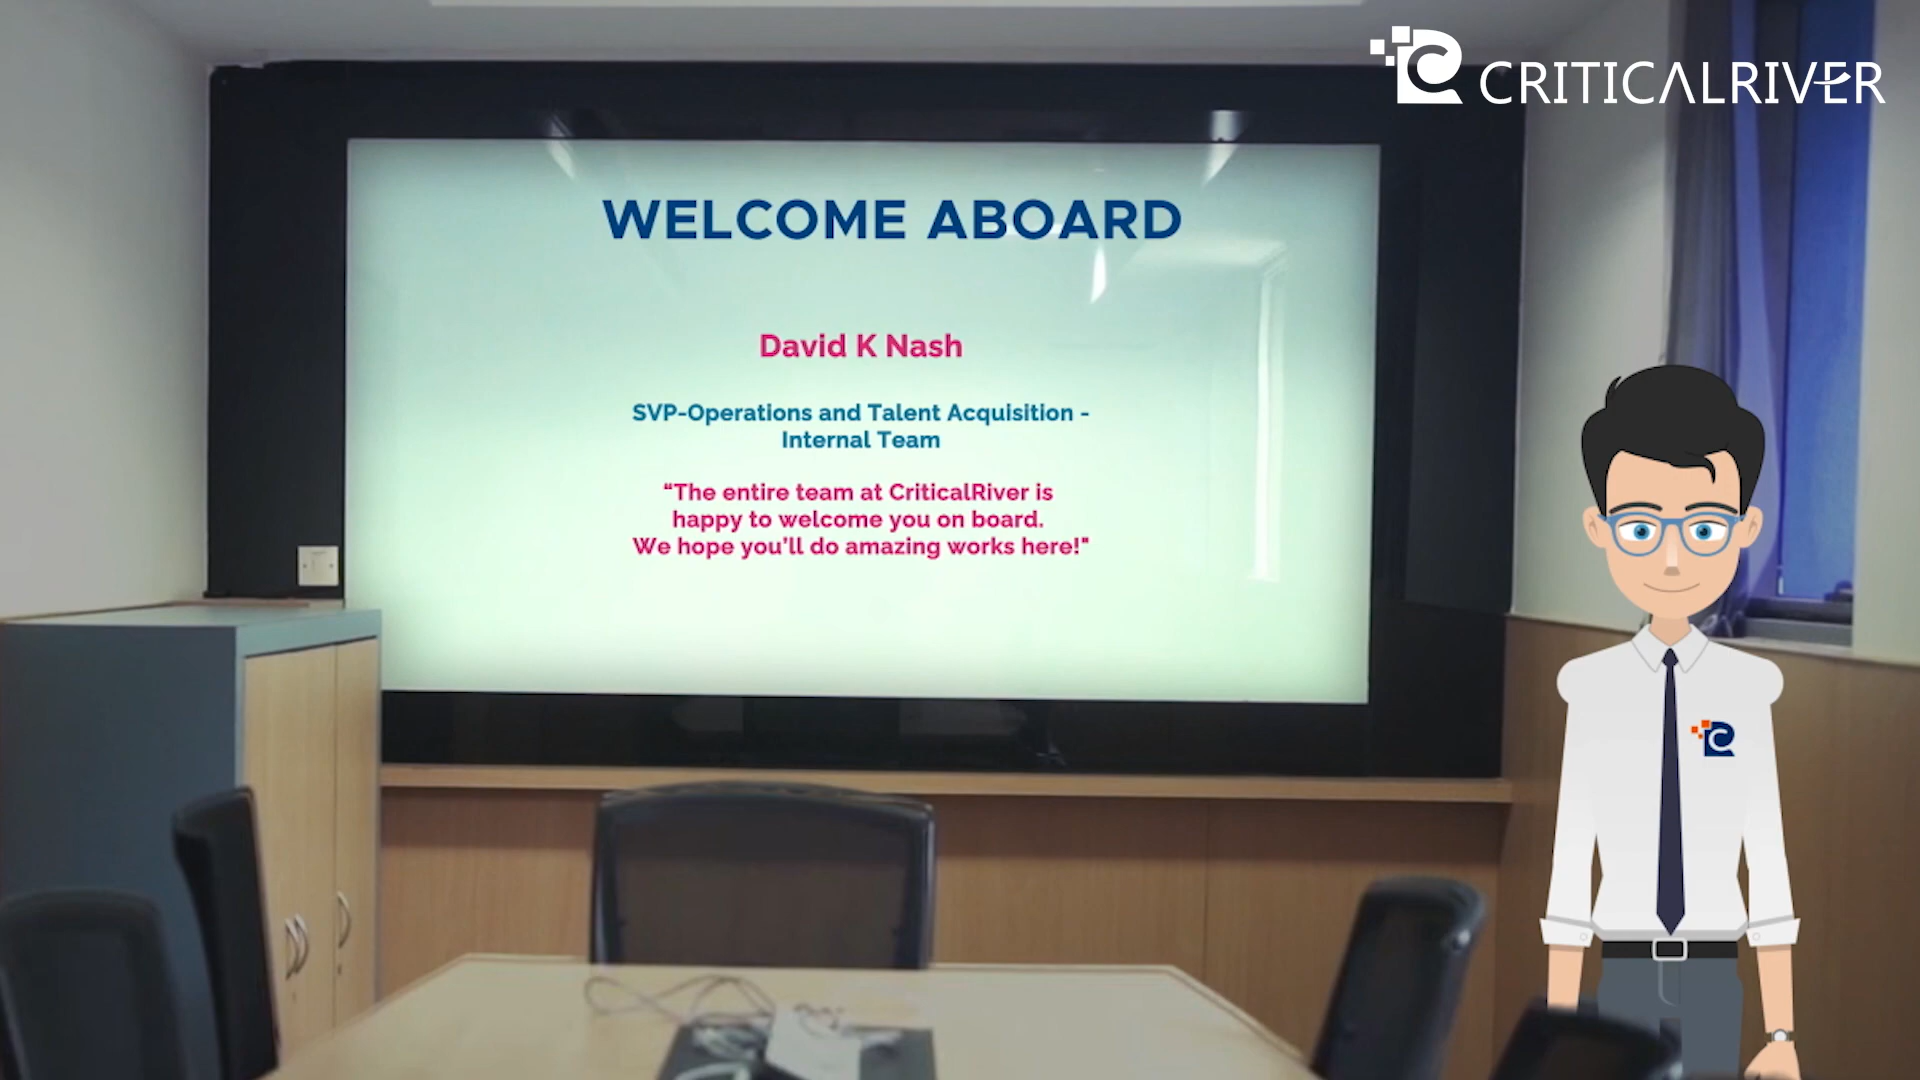 CRITICALRIVER
WELCOME ABOARD
David K Nash
SVP-Operations and Talent Acquisition -
Internal Team
“The entire team at CriticalRiver is
happy to welcome you on board.
We hope you'll do amazing works here!"